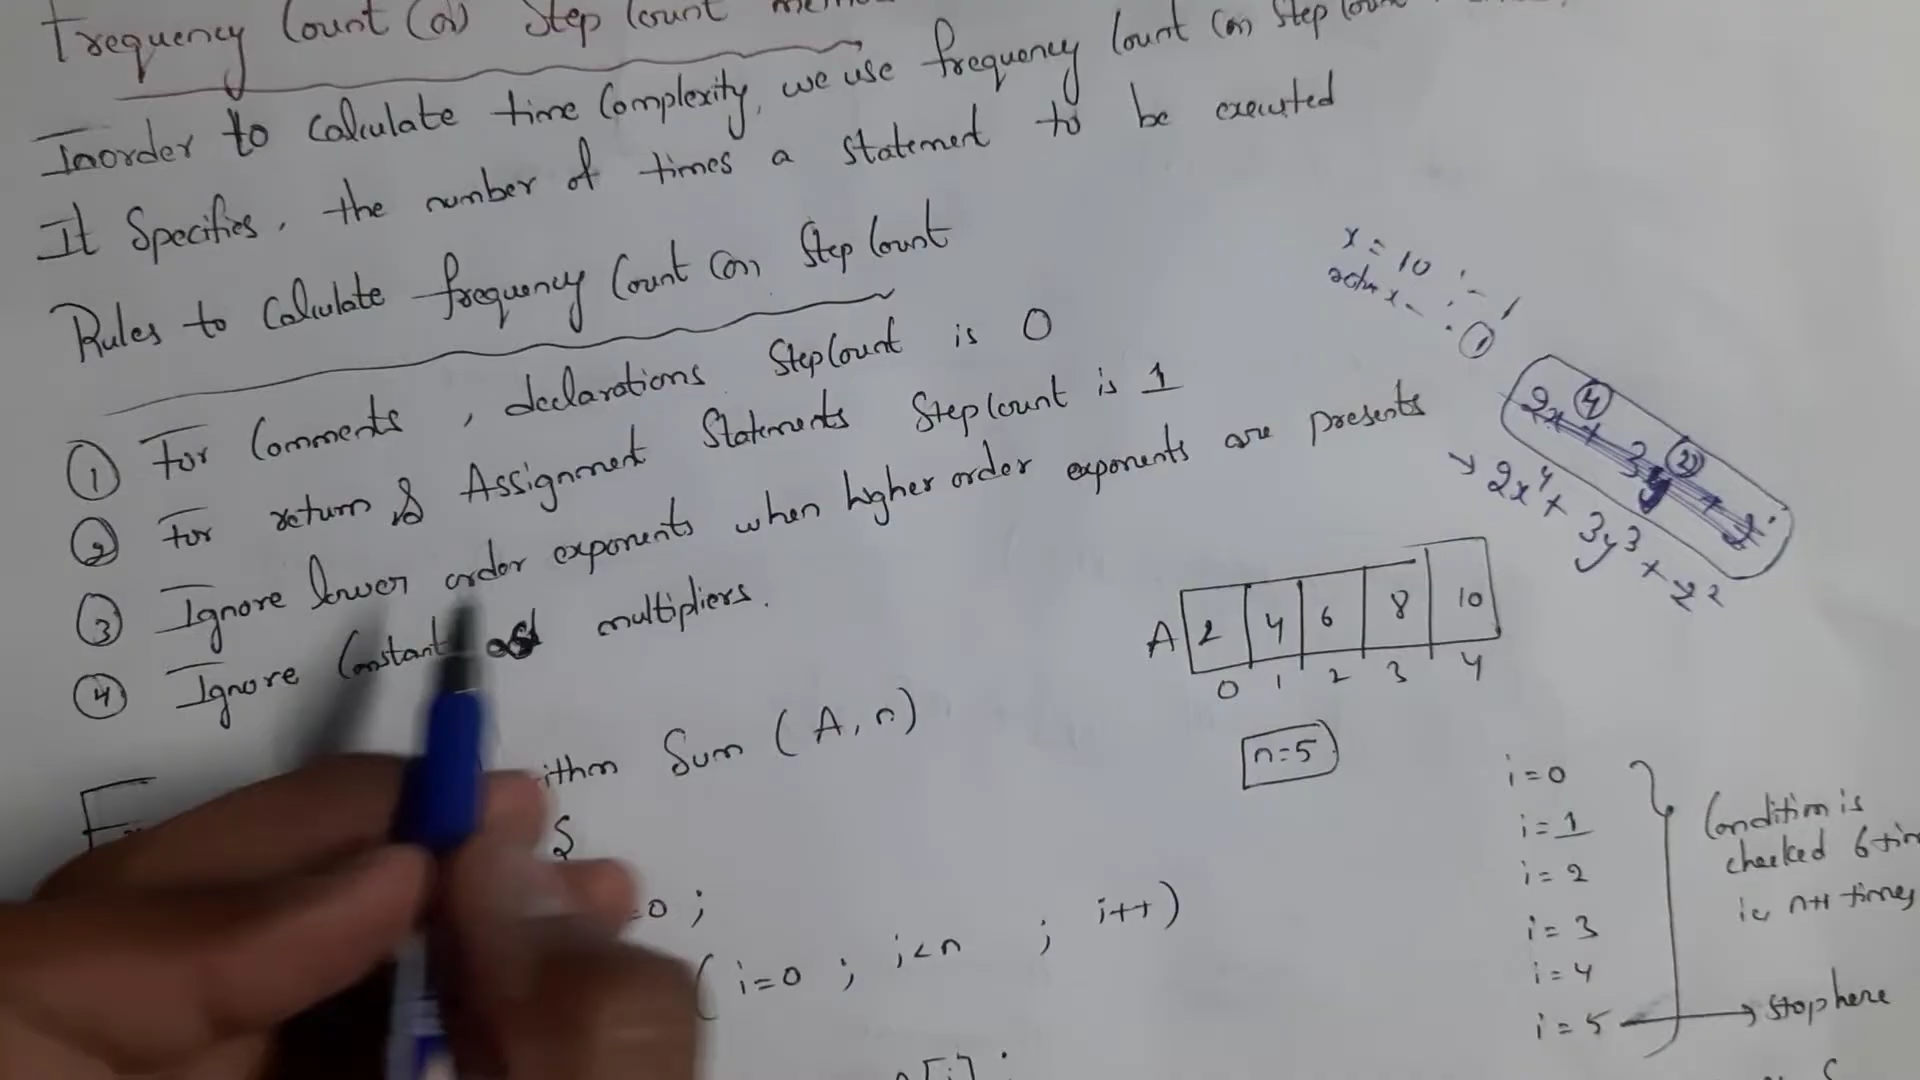 Frequency Count (or) Step Count
Inorder to Calculate time Complexity, we use frequency Count (or) Step Count
It Specifies, the number of times a statement to be executed
Rules to Calculate frequency Count (or) Step Count
① For Comments, declarations Step Count is 0
② For return & Assignment Statements Step Count is 1
③ Ignore lower order exponents when higher order exponents are presents
④ Ignore Constant multipliers.
Sum (A, n)
{
=0 ;
(i=0 ; i<n ; i++)
x = 10 ; - 1
2x⁴ + 3y³ + z²
A 2 4 6 8 10
0 1 2 3 4
n=5
i=0
i=1
i=2
i=3
i=4
i=5 → stop here
Condition is
checked 6
ie n+1 times